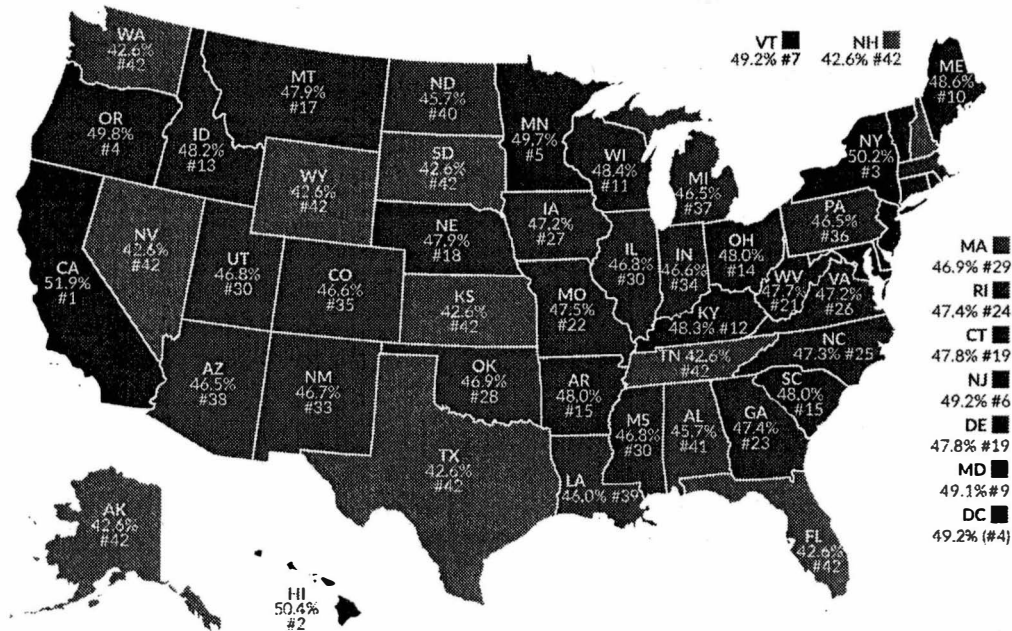 WA
42.6%
#42
OR
49.8%
#4
CA
51.9%
#1
NV
42.6%
#42
ID
48.2%
#13
MT
47.9%
#17
WY
42.6%
#42
UT
46.8%
#30
CO
46.6%
#35
AZ
46.5%
#38
NM
46.7%
#33
ND
45.7%
#40
SD
42.6%
#42
NE
47.9%
#18
KS
42.6%
#42
OK
46.9%
#28
TX
42.6%
#42
MN
49.7%
#5
IA
47.2%
#27
MO
47.5%
#22
AR
48.0%
#15
LA
46.0% #39
WI
48.4%
#11
IL
46.8%
#30
MI
46.5%
#37
IN
46.6%
#34
OH
48.0%
#14
KY
48.3% #12
TN 42.6%
#42
MS
46.8%
#30
AL
45.7%
#41
GA
47.4%
#23
FL
42.6%
#42
SC
48.0%
#15
NC
47.3% #25
VA
47.2%
#26
WV
47.7%
#21
PA
46.5%
#36
NY
50.2%
#3
ME
48.6%
#10
VT
49.2% #7
NH
42.6% #42
MA
46.9% #29
RI
47.4% #24
CT
47.8% #19
NJ
49.2% #6
DE
47.8% #19
MD
49.1% #9
DC
49.2% (#4)
AK
42.6%
#42
HI
50.4%
#2